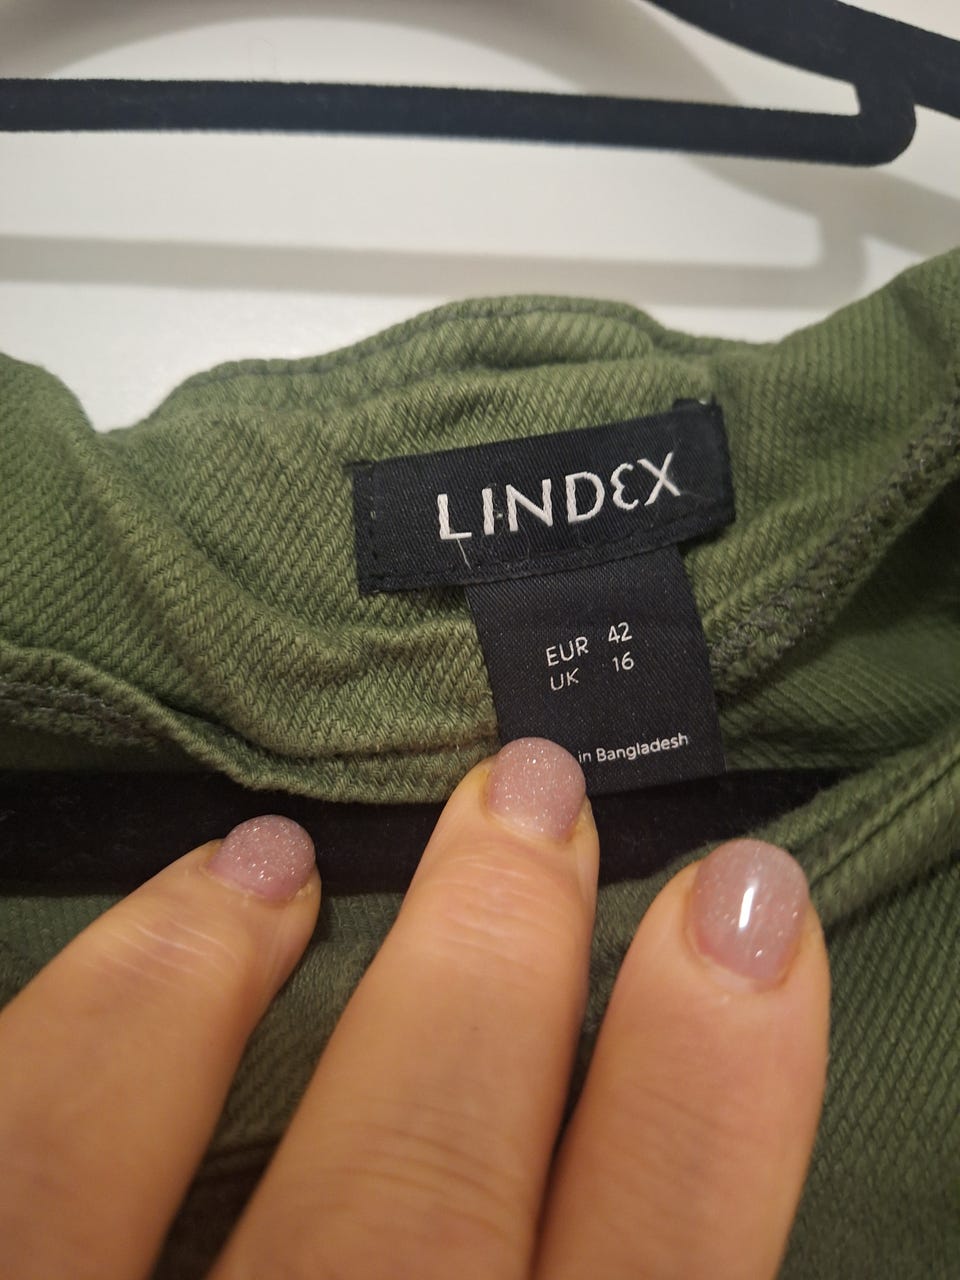 LINDEX
EUR 42
UK 16
in Bangladesh